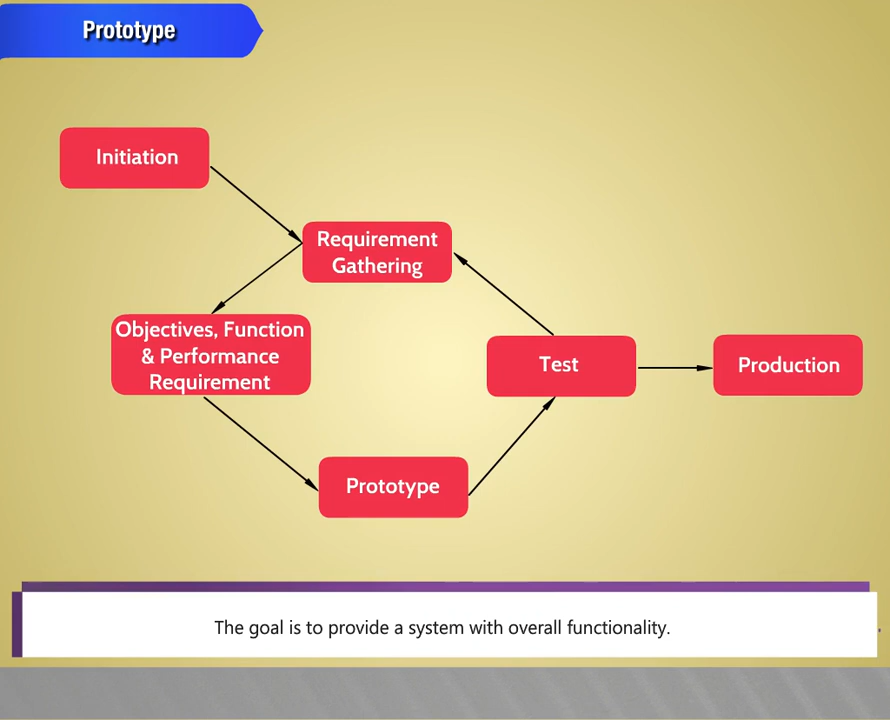 Prototype
Initiation
Requirement
Gathering
Objectives, Function
& Performance
Requirement
Test
Production
Prototype
The goal is to provide a system with overall functionality.